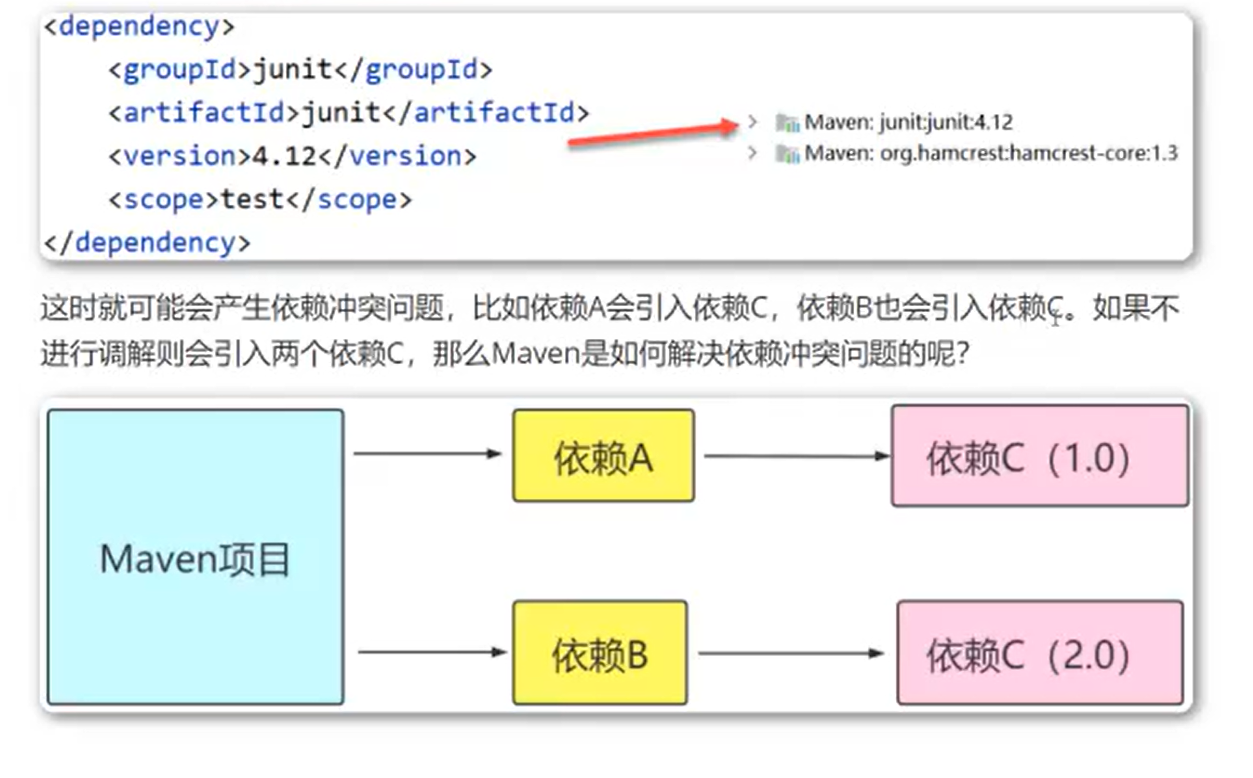 <dependency>
<groupId>junit</groupId>
<artifactId>junit</artifactId>
<version>4.12</version>
<scope>test</scope>
</dependency>
Maven: junit:junit:4.12
Maven: org.hamcrest:hamcrest-core:1.3
这时就可能会产生依赖冲突问题，比如依赖A会引入依赖C，依赖B也会引入依赖C。如果不
进行调解则会引入两个依赖C，那么Maven是如何解决依赖冲突问题的呢？
Maven项目
依赖A
依赖C（1.0）
依赖B
依赖C（2.0）